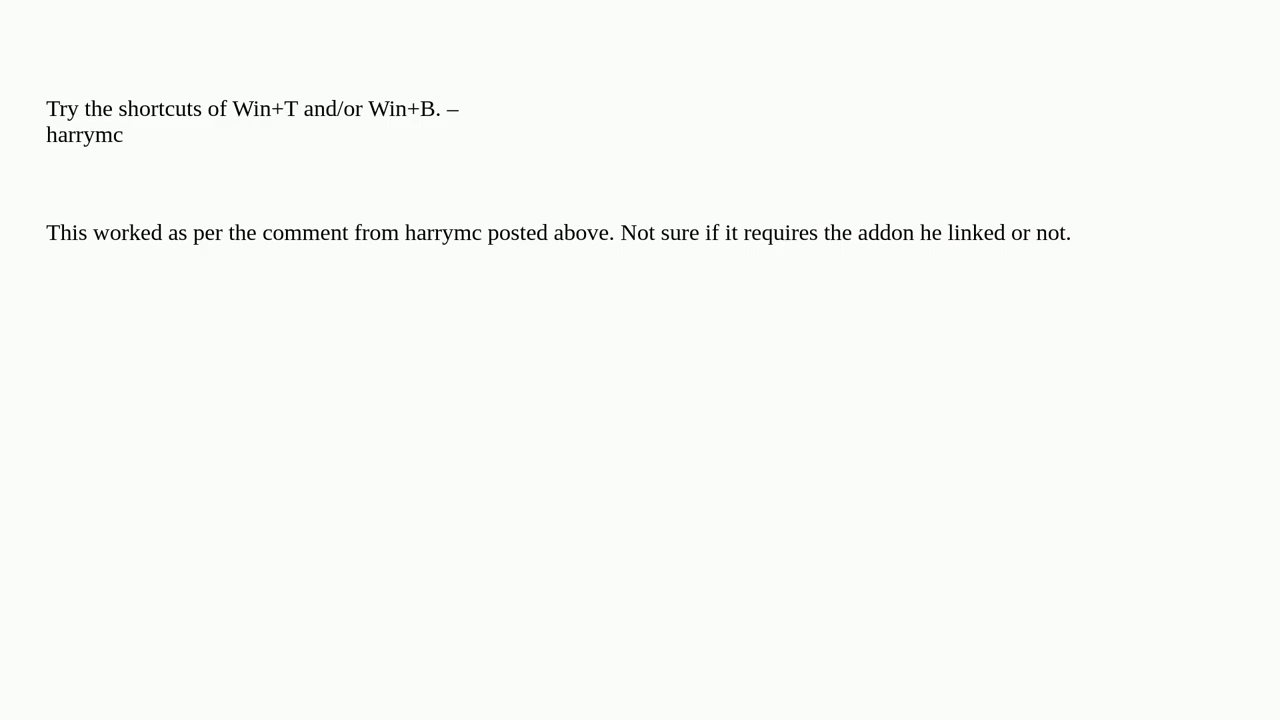 Try the shortcuts of Win+T and/or Win+B. –
harrymc
This worked as per the comment from harrymc posted above. Not sure if it requires the addon he linked or not.